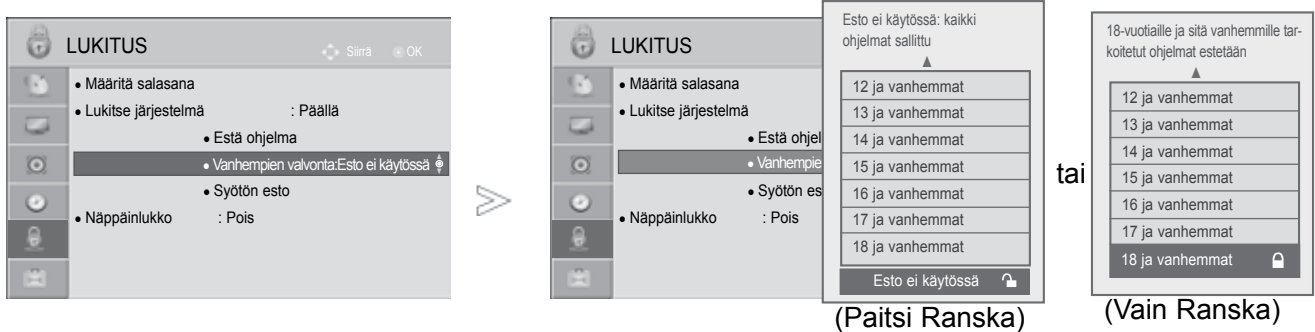 LUKITUS
Siirrä OK
● Määritä salasana
● Lukitse järjestelmä : Päällä
● Estä ohjelma
● Vanhempien valvonta:Esto ei käytössä
● Syötön esto
● Näppäinlukko : Pois
LUKITUS
● Määritä salasana
● Lukitse järjestelmä
● Estä ohjel
● Vanhempie
● Syötön es
● Näppäinlukko : Pois
Esto ei käytössä: kaikki
ohjelmat sallittu
12 ja vanhemmat
13 ja vanhemmat
14 ja vanhemmat
15 ja vanhemmat
16 ja vanhemmat
17 ja vanhemmat
18 ja vanhemmat
Esto ei käytössä
(Paitsi Ranska)
tai
18-vuotiaille ja sitä vanhemmille tar-
koitetut ohjelmat estetään
12 ja vanhemmat
13 ja vanhemmat
14 ja vanhemmat
15 ja vanhemmat
16 ja vanhemmat
17 ja vanhemmat
18 ja vanhemmat
(Vain Ranska)